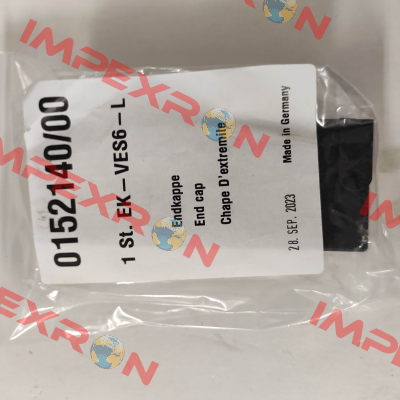 0152140/00
1 St. EK-VES6-L
Endkappe
End cap
Chape D'extremite
28. SEP. 2023
Made in Germany
IMPEXRON
IMPEXRON
IMPEXRON